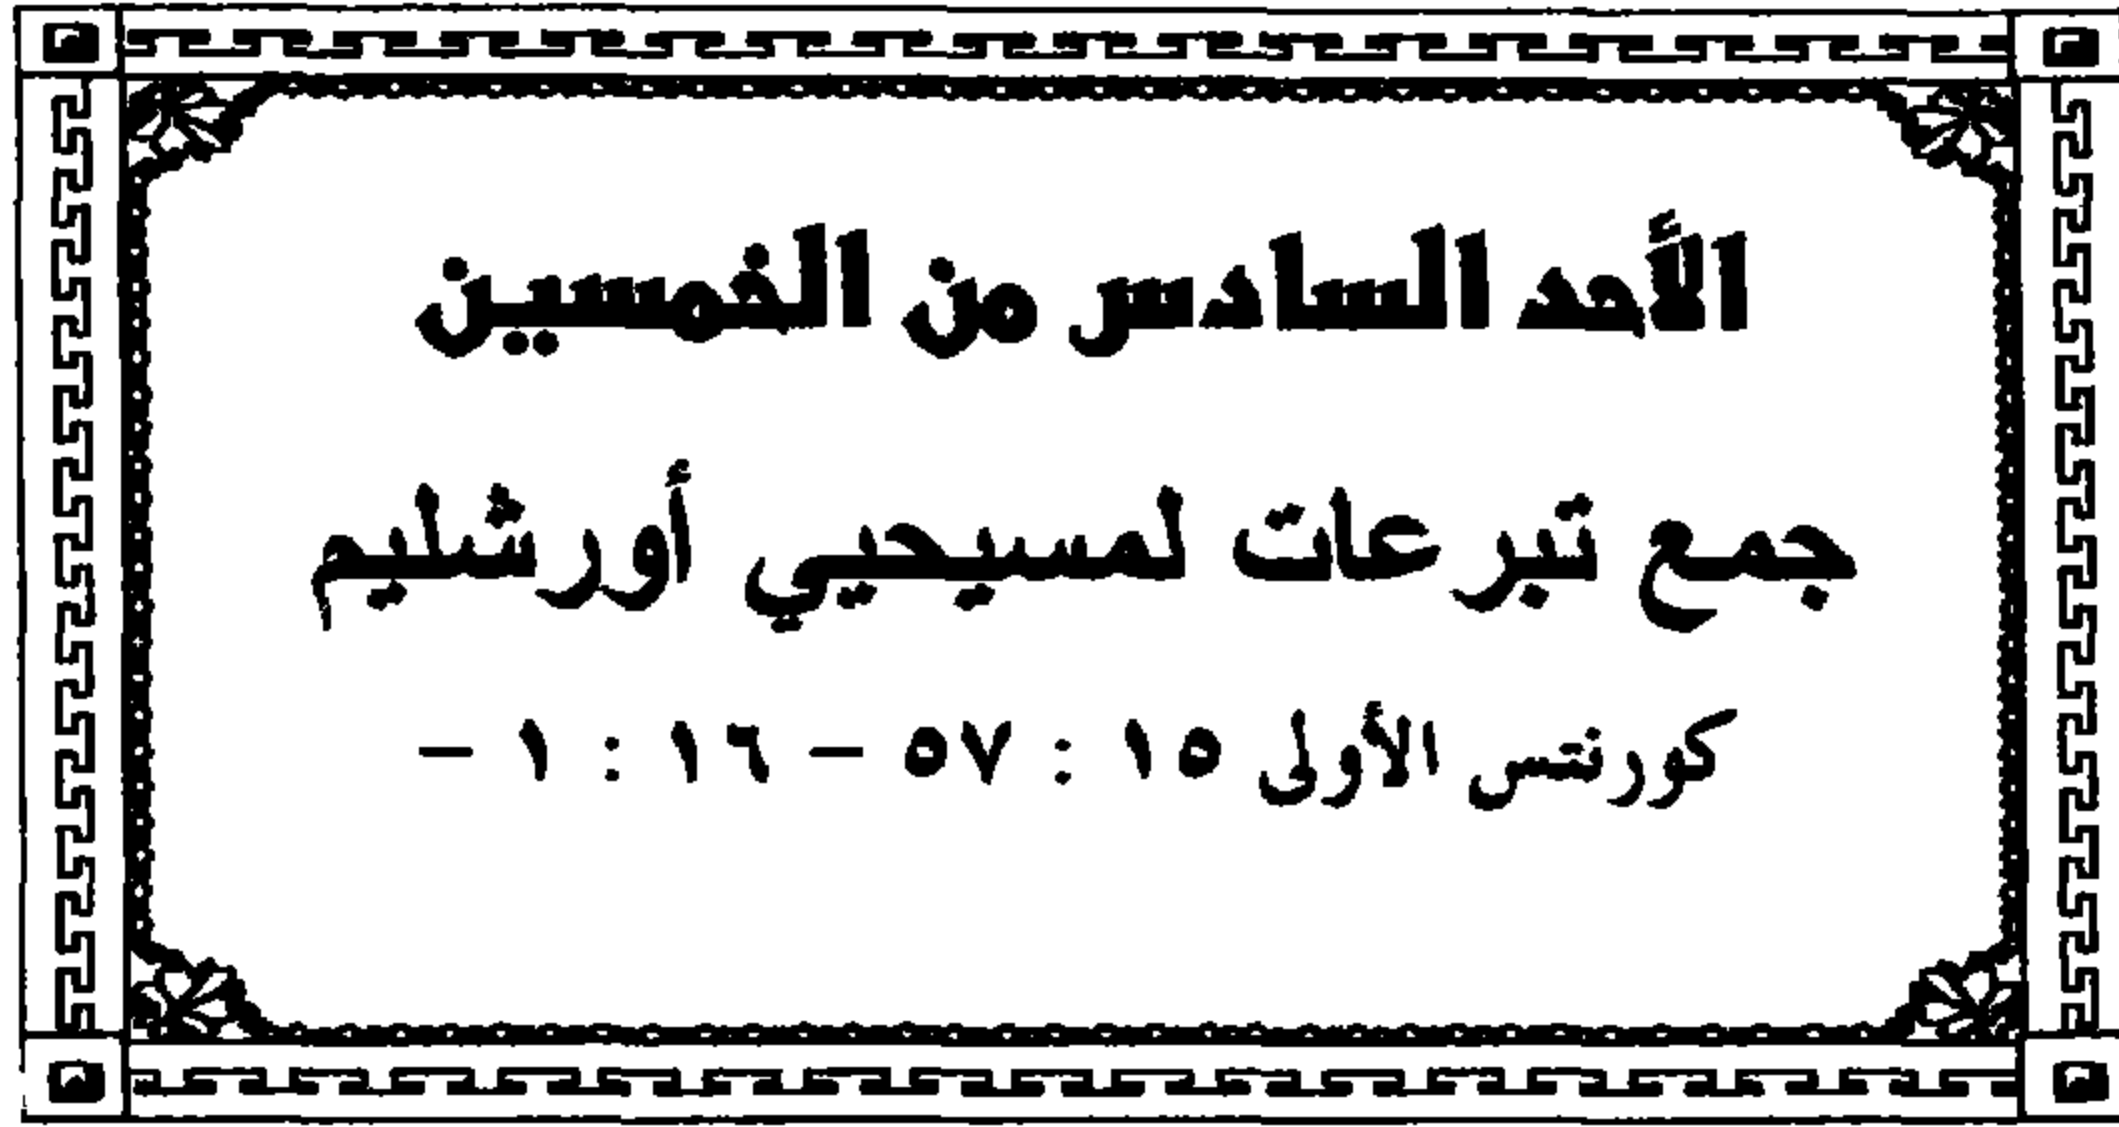 الأحد السادس من الخمسين
جمع تبرعات لمسيحيي أورشليم
كورنتس الأولى ١٥ : ٥٧ – ١٦ : ١ –